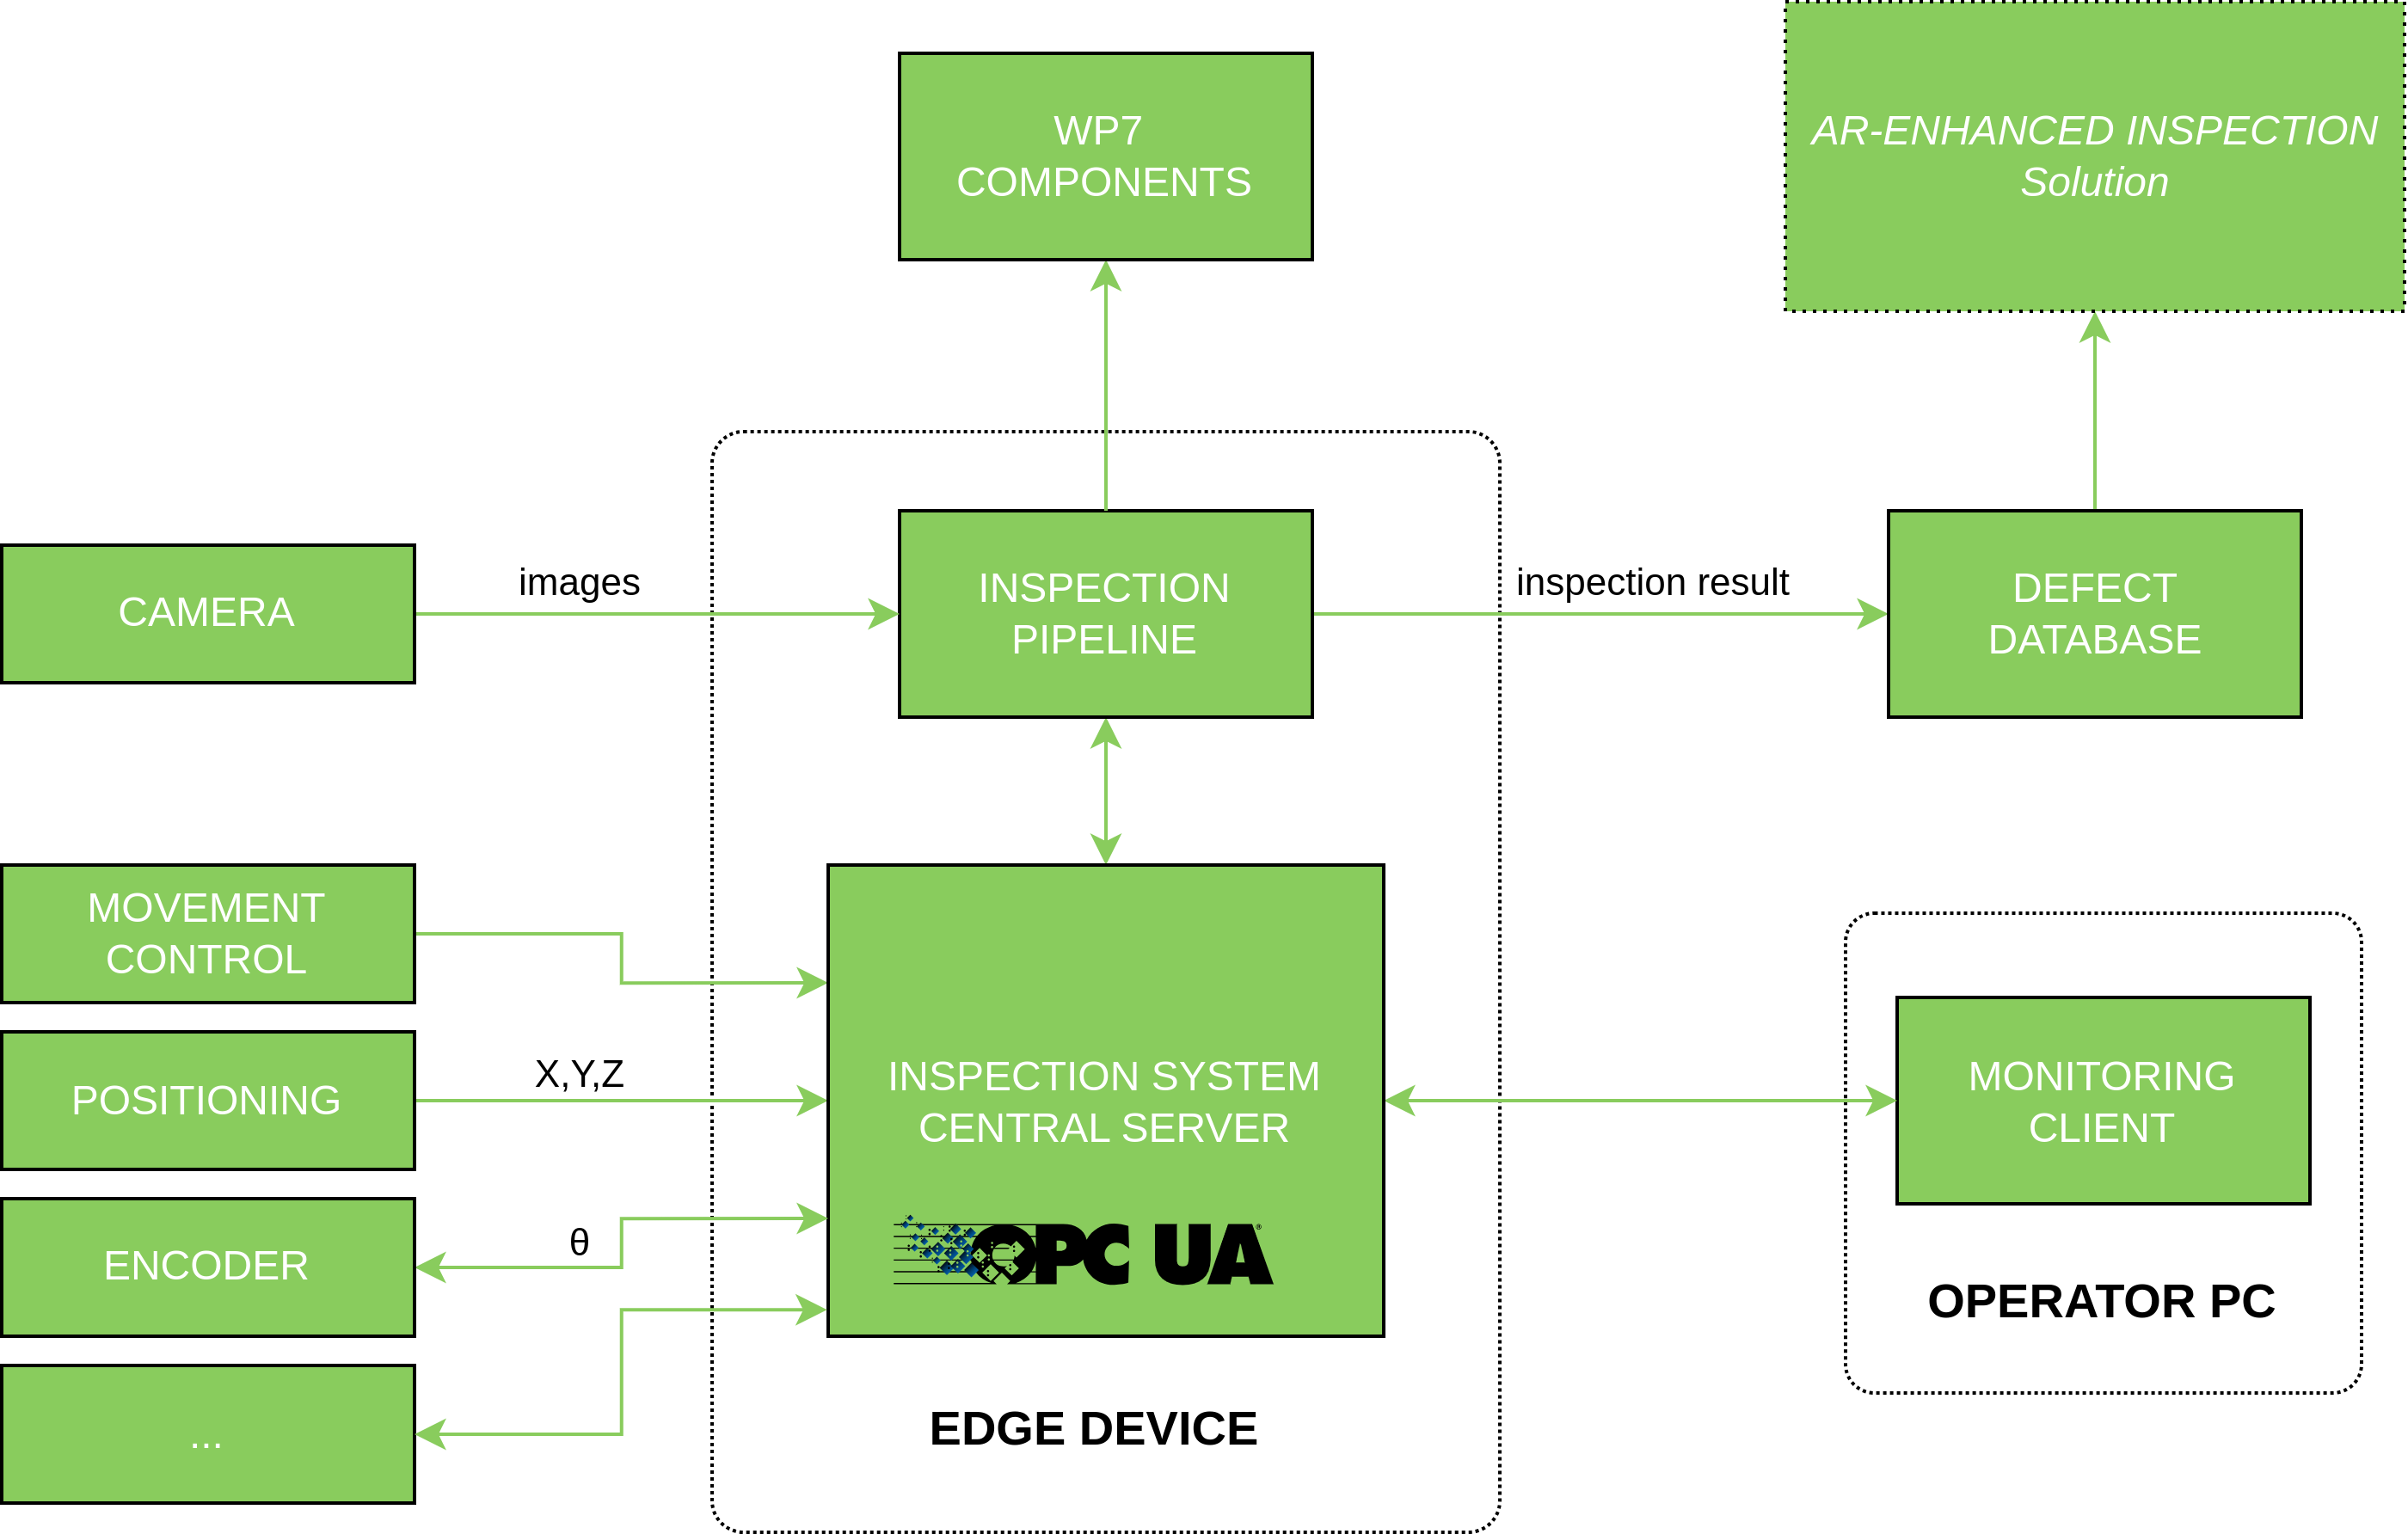 WP7
COMPONENTS
AR-ENHANCED INSPECTION
Solution
CAMERA
images
INSPECTION
PIPELINE
inspection result
DEFECT
DATABASE
MOVEMENT
CONTROL
POSITIONING
X,Y,Z
INSPECTION SYSTEM
CENTRAL SERVER
MONITORING
CLIENT
ENCODER
θ
OPC UA®
OPERATOR PC
...
EDGE DEVICE